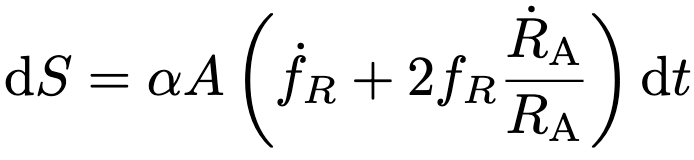 dS = αA ( ḟ_R + 2f_R Ṙ_A / R_A ) dt